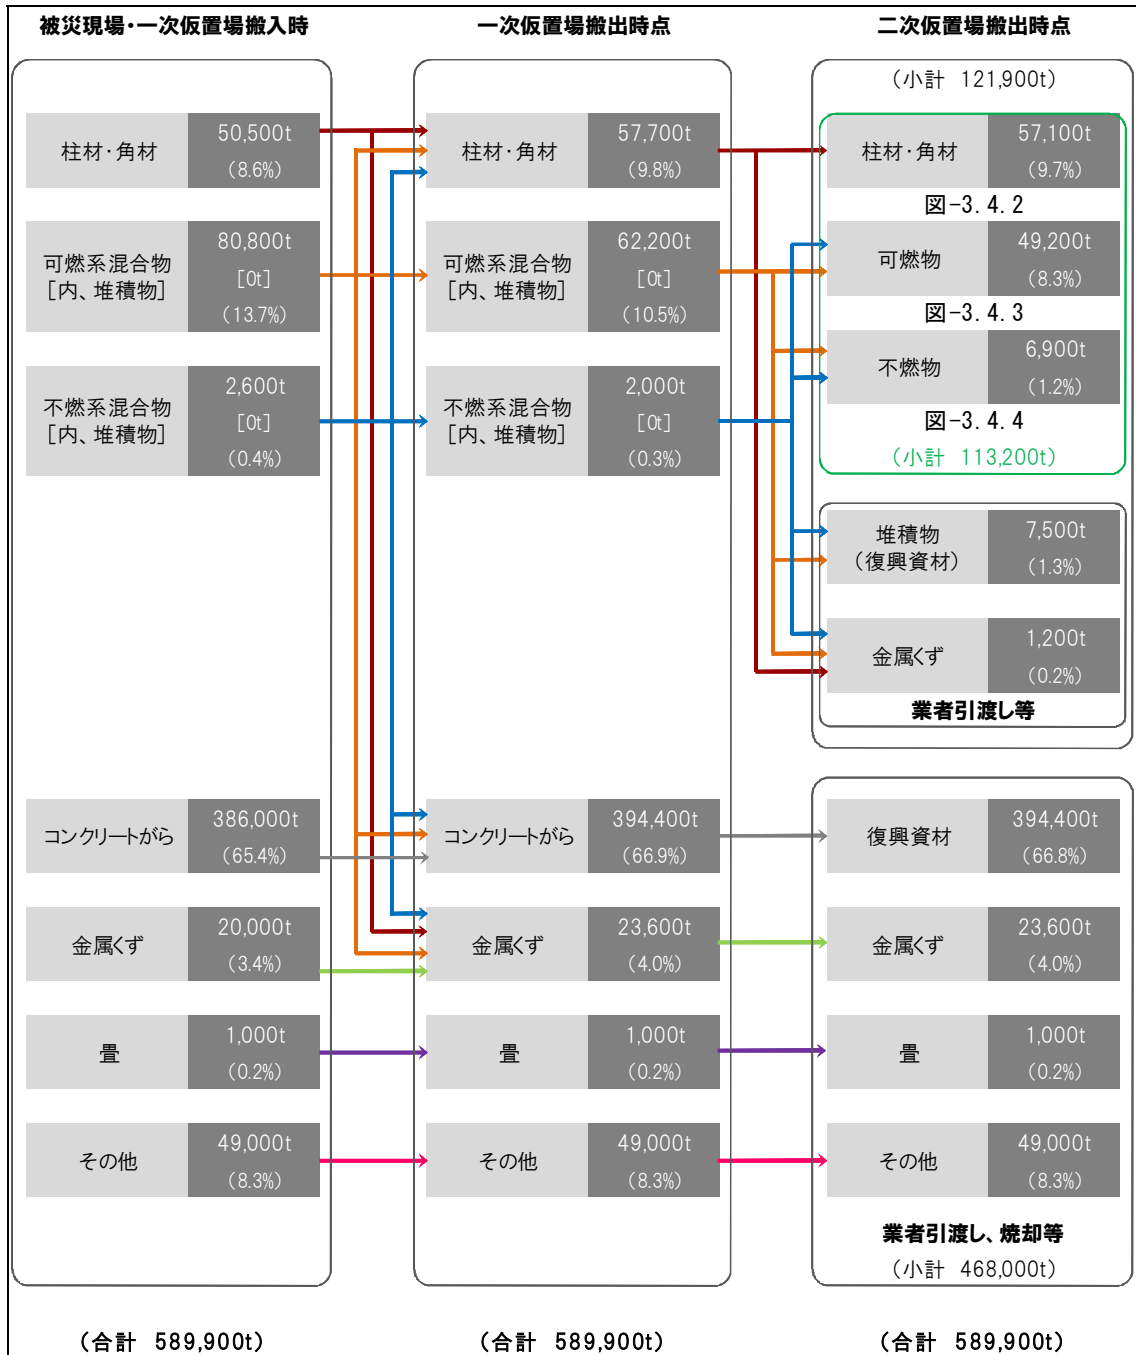 被災現場・一次仮置場搬入時
柱材・角材
50,500t
(8.6%)
可燃系混合物
[内、堆積物]
80,800t
[0t]
(13.7%)
不燃系混合物
[内、堆積物]
2,600t
[0t]
(0.4%)
コンクリートがら
386,000t
(65.4%)
金属くず
20,000t
(3.4%)
畳
1,000t
(0.2%)
その他
49,000t
(8.3%)
(合計 589,900t)
一次仮置場搬出時点
柱材・角材
57,700t
(9.8%)
可燃系混合物
[内、堆積物]
62,200t
[0t]
(10.5%)
不燃系混合物
[内、堆積物]
2,000t
[0t]
(0.3%)
コンクリートがら
394,400t
(66.9%)
金属くず
23,600t
(4.0%)
畳
1,000t
(0.2%)
その他
49,000t
(8.3%)
(合計 589,900t)
二次仮置場搬出時点
(小計 121,900t)
柱材・角材
57,100t
(9.7%)
図-3.4.2
可燃物
49,200t
(8.3%)
図-3.4.3
不燃物
6,900t
(1.2%)
図-3.4.4
(小計 113,200t)
堆積物
(復興資材)
7,500t
(1.3%)
金属くず
1,200t
(0.2%)
業者引渡し等
復興資材
394,400t
(66.8%)
金属くず
23,600t
(4.0%)
畳
1,000t
(0.2%)
その他
49,000t
(8.3%)
業者引渡し、焼却等
(小計 468,000t)
(合計 589,900t)